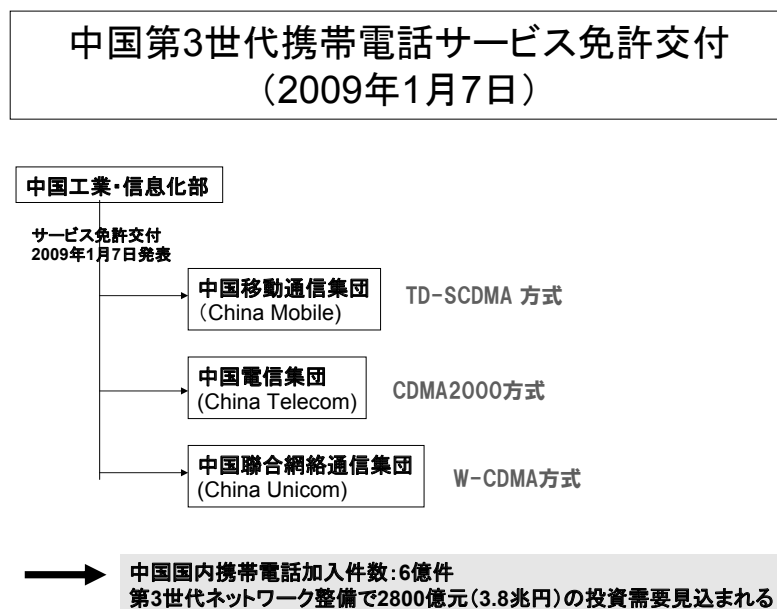 中国第3世代携帯電話サービス免許交付
（2009年1月7日）
中国工業・信息化部
サービス免許交付
2009年1月7日発表
中国移動通信集団
（China Mobile)
TD-SCDMA 方式
中国電信集団
(China Telecom)
CDMA2000方式
中国聯合網絡通信集団
(China Unicom)
W-CDMA方式
中国国内携帯電話加入件数：6億件
第3世代ネットワーク整備で2800億元（3.8兆円）の投資需要見込まれる